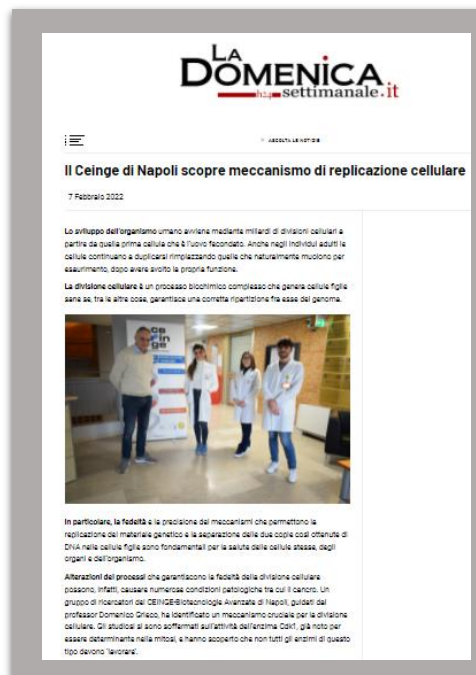 LA
DOMENICA
h24 settimanale.it
ASCOLTA LE NOTIZIE
Il Ceinge di Napoli scopre meccanismo di replicazione cellulare
7 Febbraio 2022
Lo sviluppo dell'organismo umano avviene mediante miliardi di divisioni cellulari a
partire da quella prima cellula che è l'uovo fecondato. Anche negli individui adulti le
cellule continuano a duplicarsi rimpiazzando quelle che naturalmente muoiono per
esaurimento, dopo avere svolto la propria funzione.
La divisione cellulare è un processo biochimico complesso che genera cellule figlie
sane se, tra le altre cose, garantisce una corretta ripartizione fra esse del genoma.
ce
in
ge
In particolare, la fedeltà e la precisione dei meccanismi che permettono la
replicazione del materiale genetico e la separazione delle due copie così ottenute di
DNA nelle cellule figlie sono fondamentali per la salute delle cellule stesse, degli
organi e dell'organismo.
Alterazioni dei processi che garantiscono la fedeltà della divisione cellulare
possono, infatti, causare numerose condizioni patologiche tra cui il cancro. Un
gruppo di ricercatori del CEINGE-Biotecnologie Avanzate di Napoli, guidati dal
professor Domenico Grieco, ha identificato un meccanismo cruciale per la divisione
cellulare. Gli studiosi si sono soffermati sull'attività dell'enzima Cdk1, già noto per
essere determinante nella mitosi, e hanno scoperto che non tutti gli enzimi di questo
tipo devono 'lavorare'.